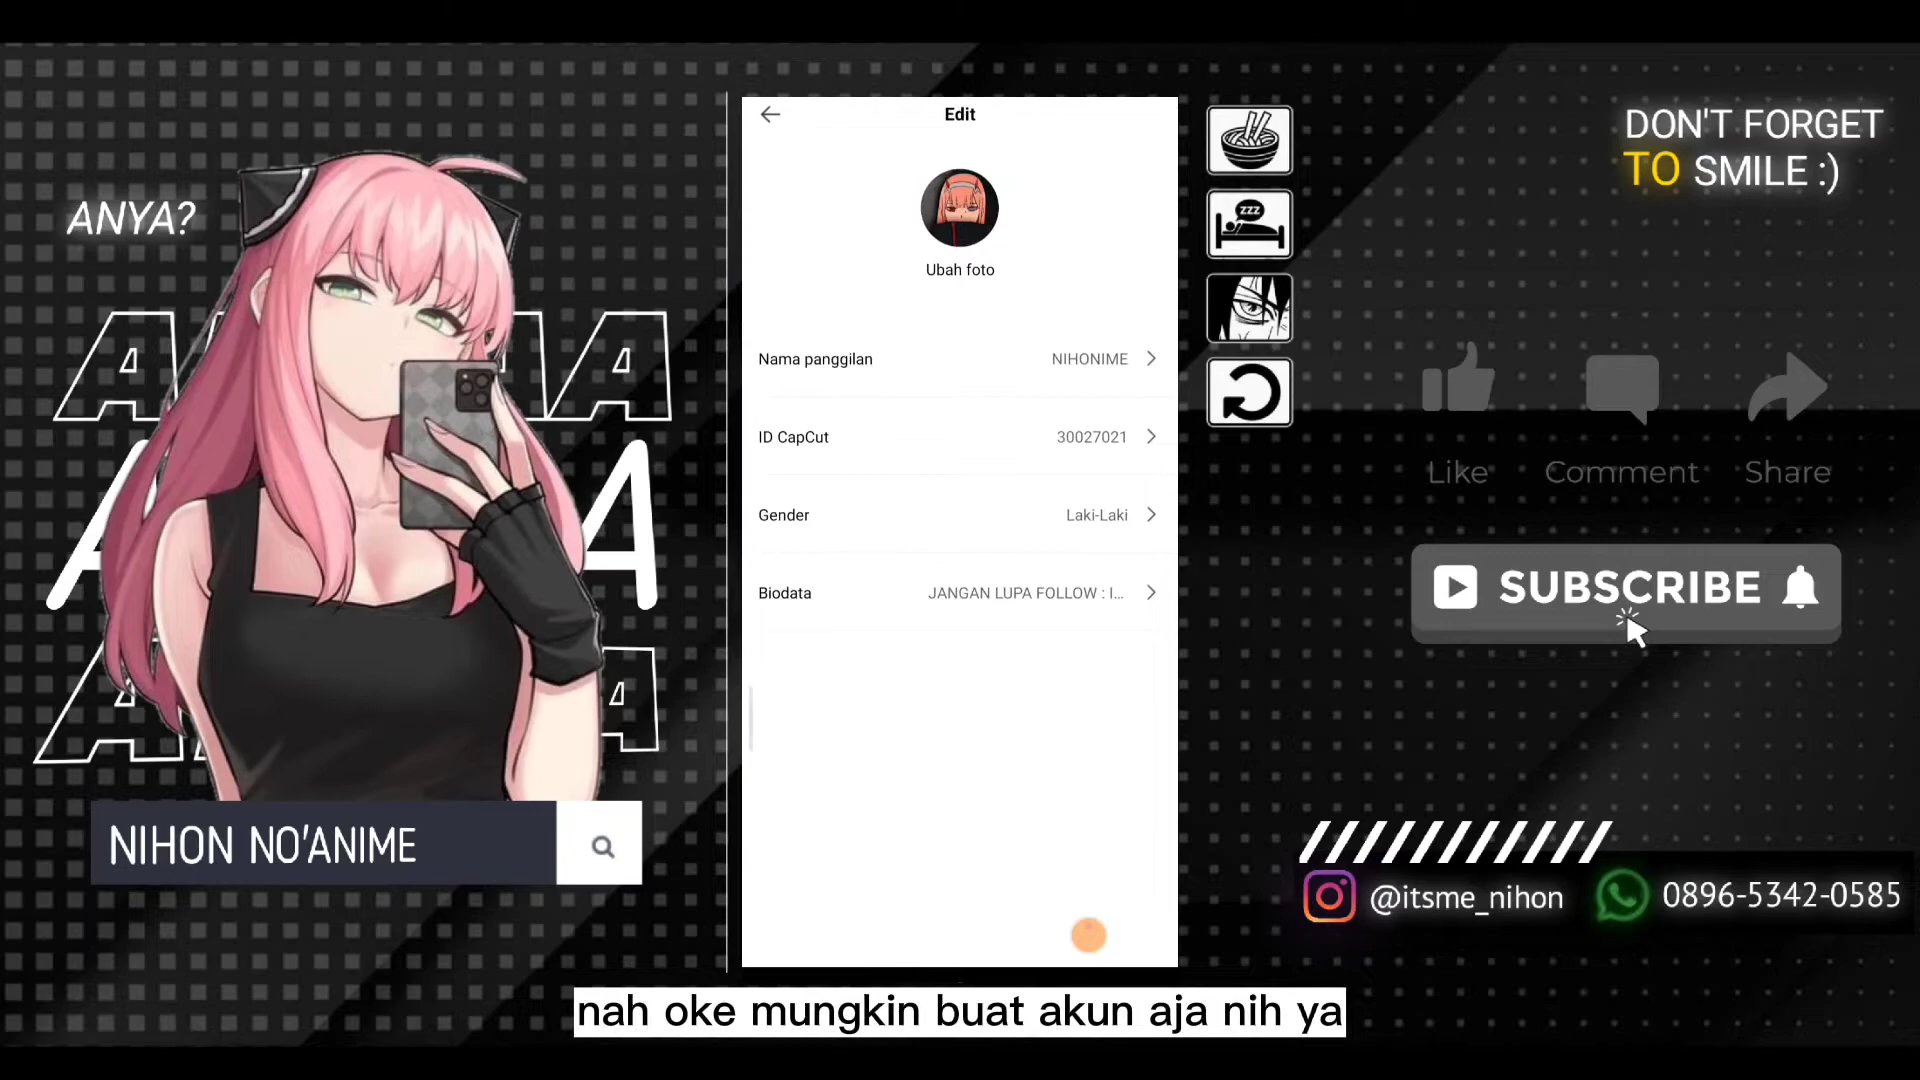 DON'T FORGET
TO SMILE :)
ANYA?
Edit
Ubah foto
Nama panggilan NIHONIME
ID CapCut 30027021
Gender Laki-Laki
Biodata JANGAN LUPA FOLLOW : I...
ZZZ
Like Comment Share
SUBSCRIBE
NIHON NO'ANIME
@itsme_nihon 0896-5342-0585
nah oke mungkin buat akun aja nih ya